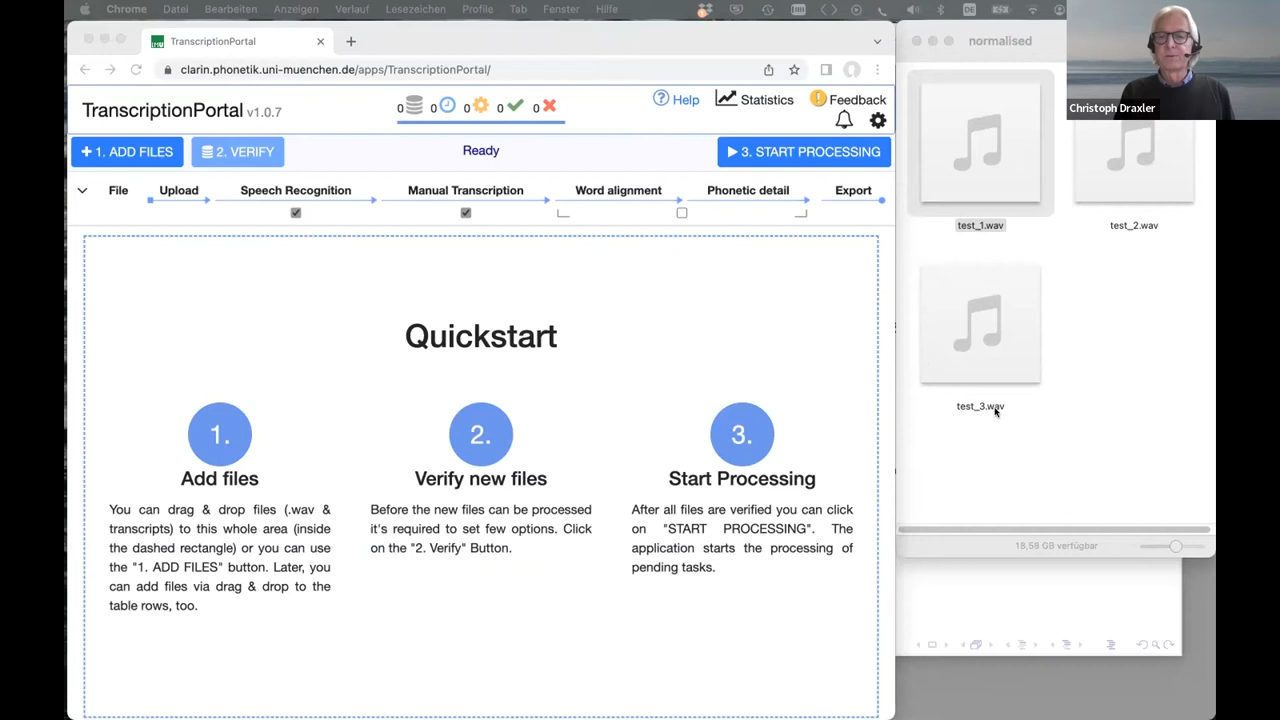 Chrome Datei Bearbeiten Anzeigen Verlauf Lesezeichen Profile Tab Fenster Hilfe DE
TranscriptionPortal
normalised
clarin.phonetik.uni-muenchen.de/apps/TranscriptionPortal/
TranscriptionPortal v1.0.7
0 0 0 0 0
Help Statistics Feedback
1. ADD FILES 2. VERIFY Ready 3. START PROCESSING
File Upload Speech Recognition Manual Transcription Word alignment Phonetic detail Export
Quickstart
1. 2. 3.
Add files
You can drag & drop files (.wav &
transcripts) to this whole area (inside
the dashed rectangle) or you can use
the "1. ADD FILES" button. Later, you
can add files via drag & drop to the
table rows, too.
Verify new files
Before the new files can be processed
it's required to set few options. Click
on the "2. Verify" Button.
Start Processing
After all files are verified you can click
on "START PROCESSING". The
application starts the processing of
pending tasks.
Christoph Draxler
test_1.wav test_2.wav
test_3.wav
18,58 GB verfügbar